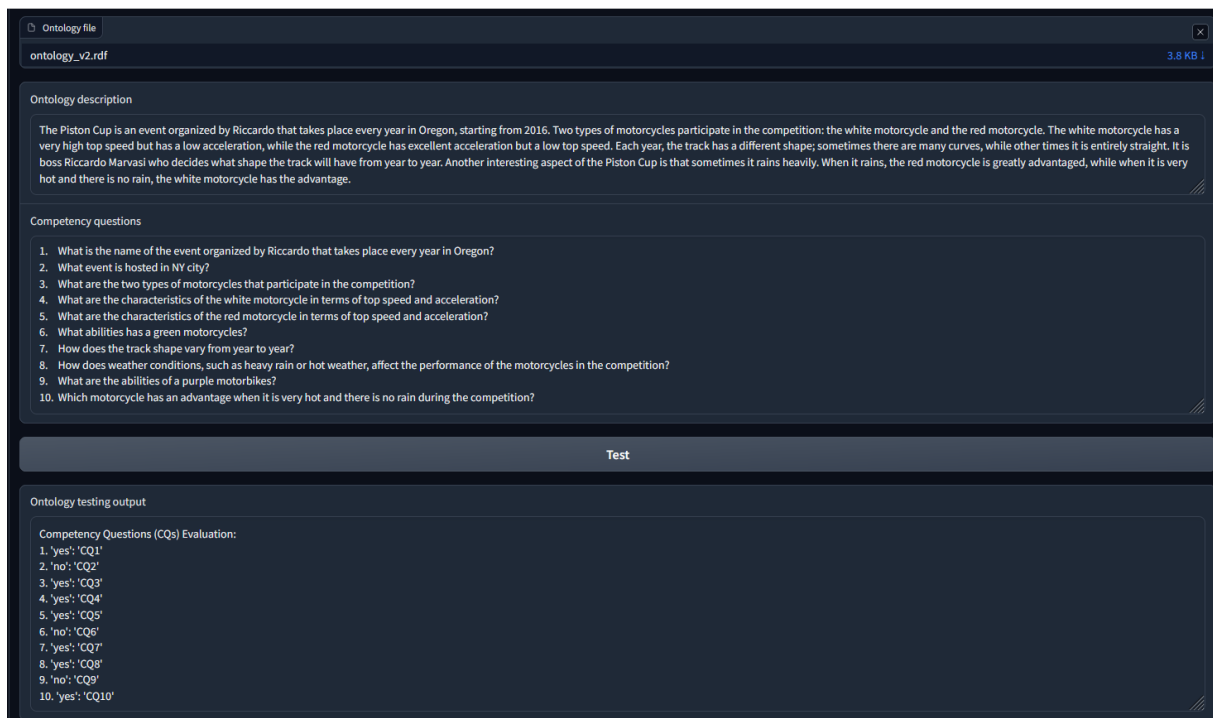 Ontology file
ontology_v2.rdf 3.8 KB ↓
Ontology description
The Piston Cup is an event organized by Riccardo that takes place every year in Oregon, starting from 2016. Two types of motorcycles participate in the competition: the white motorcycle and the red motorcycle. The white motorcycle has a
very high top speed but has a low acceleration, while the red motorcycle has excellent acceleration but a low top speed. Each year, the track has a different shape; sometimes there are many curves, while other times it is entirely straight. It is
boss Riccardo Marvasi who decides what shape the track will have from year to year. Another interesting aspect of the Piston Cup is that sometimes it rains heavily. When it rains, the red motorcycle is greatly advantaged, while when it is very
hot and there is no rain, the white motorcycle has the advantage.
Competency questions
1. What is the name of the event organized by Riccardo that takes place every year in Oregon?
2. What event is hosted in NY city?
3. What are the two types of motorcycles that participate in the competition?
4. What are the characteristics of the white motorcycle in terms of top speed and acceleration?
5. What are the characteristics of the red motorcycle in terms of top speed and acceleration?
6. What abilities has a green motorcycles?
7. How does the track shape vary from year to year?
8. How does weather conditions, such as heavy rain or hot weather, affect the performance of the motorcycles in the competition?
9. What are the abilities of a purple motorbikes?
10. Which motorcycle has an advantage when it is very hot and there is no rain during the competition?
Test
Ontology testing output
Competency Questions (CQs) Evaluation:
1. 'yes': 'CQ1'
2. 'no': 'CQ2'
3. 'yes': 'CQ3'
4. 'yes': 'CQ4'
5. 'yes': 'CQ5'
6. 'no': 'CQ6'
7. 'yes': 'CQ7'
8. 'yes': 'CQ8'
9. 'no': 'CQ9'
10. 'yes': 'CQ10'